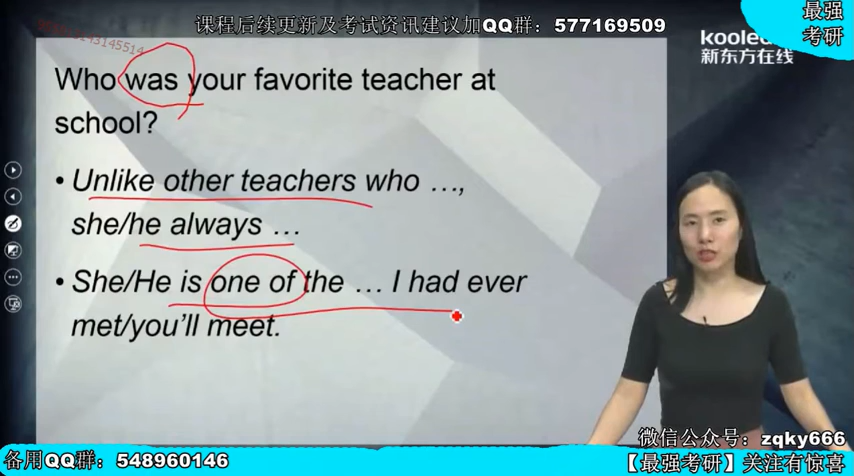 课程后续更新及考试资讯建议加QQ群：577169509
最强
考研
新东方在线
Who was your favorite teacher at
school?
• Unlike other teachers who …,
she/he always …
• She/He is one of the … I had ever
met/you’ll meet.
微信公众号：zqky666
备用QQ群：548960146
【最强考研】关注有惊喜